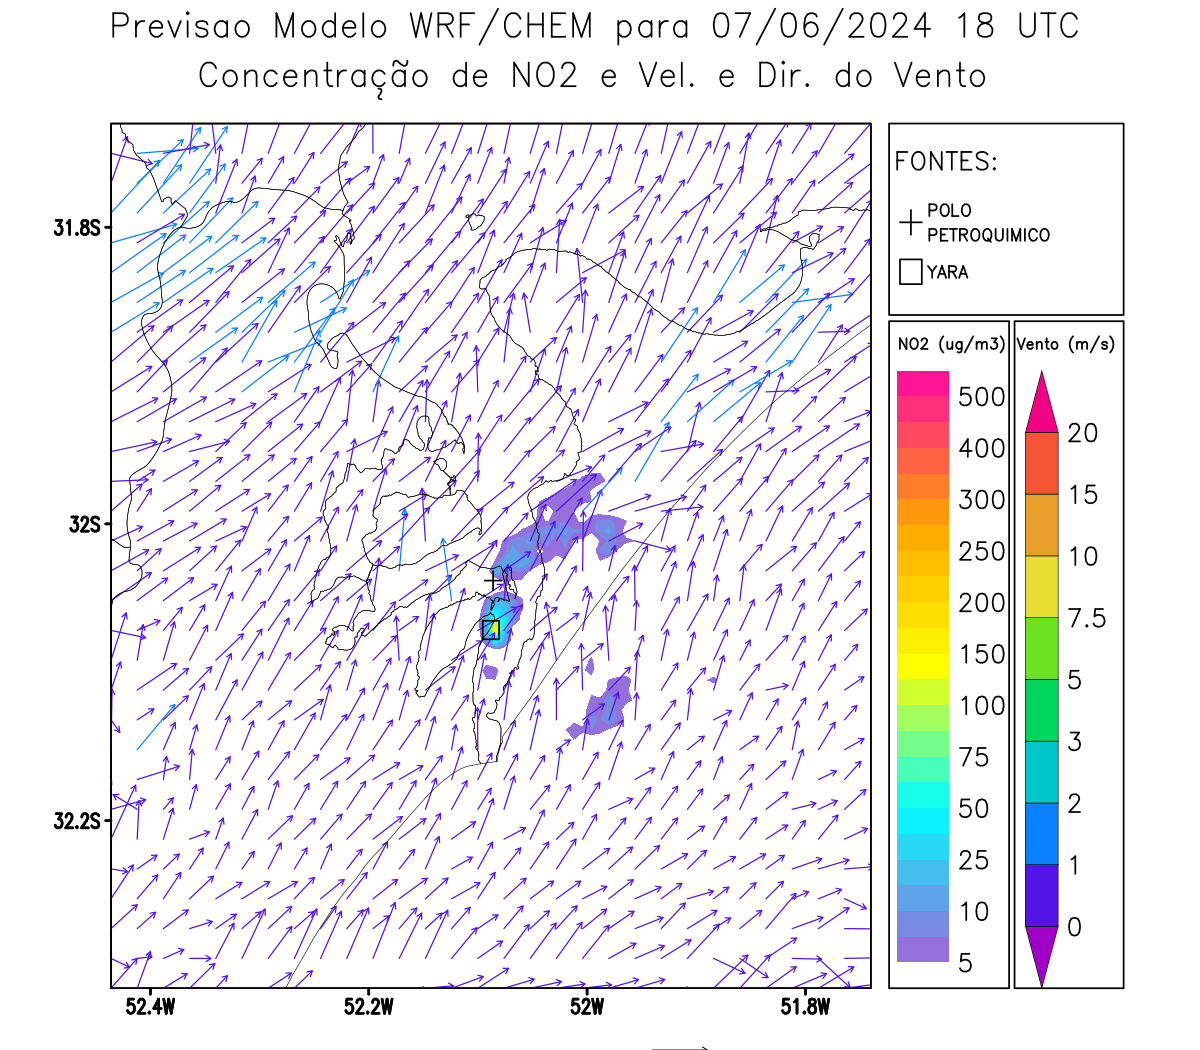 Previsao Modelo WRF/CHEM para 07/06/2024 18 UTC
Concentração de NO2 e Vel. e Dir. do Vento
FONTES:
POLO
PETROQUIMICO
YARA
NO2 (ug/m3)
500
400
300
250
200
150
100
75
50
25
10
5
Vento (m/s)
20
15
10
7.5
5
3
2
1
0
31.8S
32S
32.2S
52.4W
52.2W
52W
51.8W